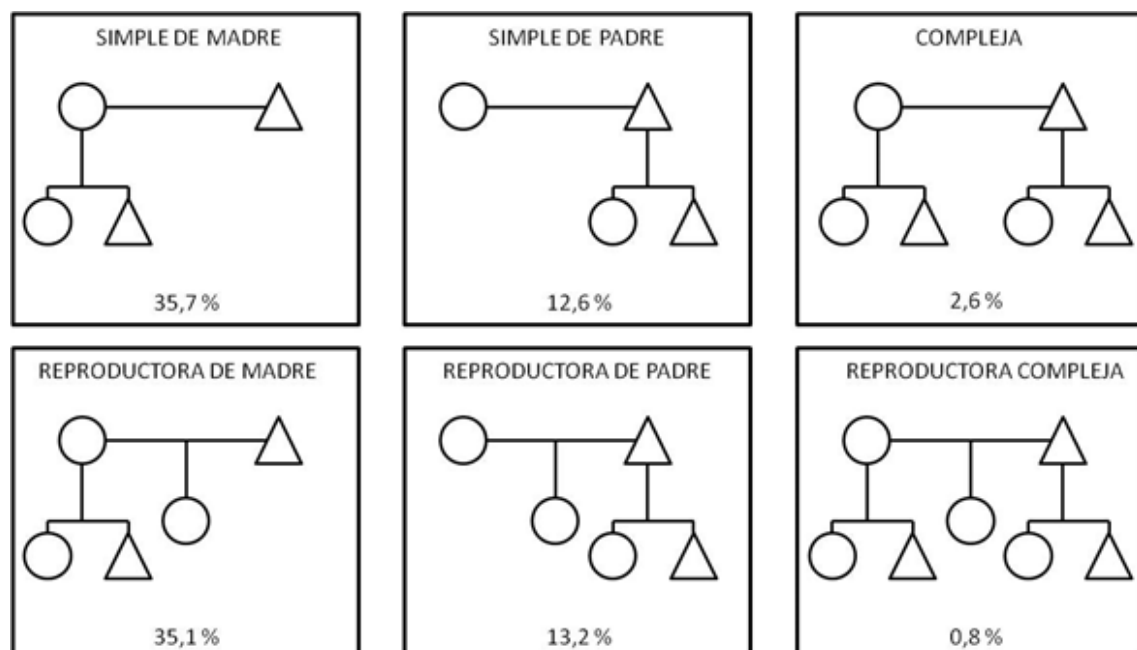 SIMPLE DE MADRE
35,7 %
SIMPLE DE PADRE
12,6 %
COMPLEJA
2,6 %
REPRODUCTORA DE MADRE
35,1 %
REPRODUCTORA DE PADRE
13,2 %
REPRODUCTORA COMPLEJA
0,8 %